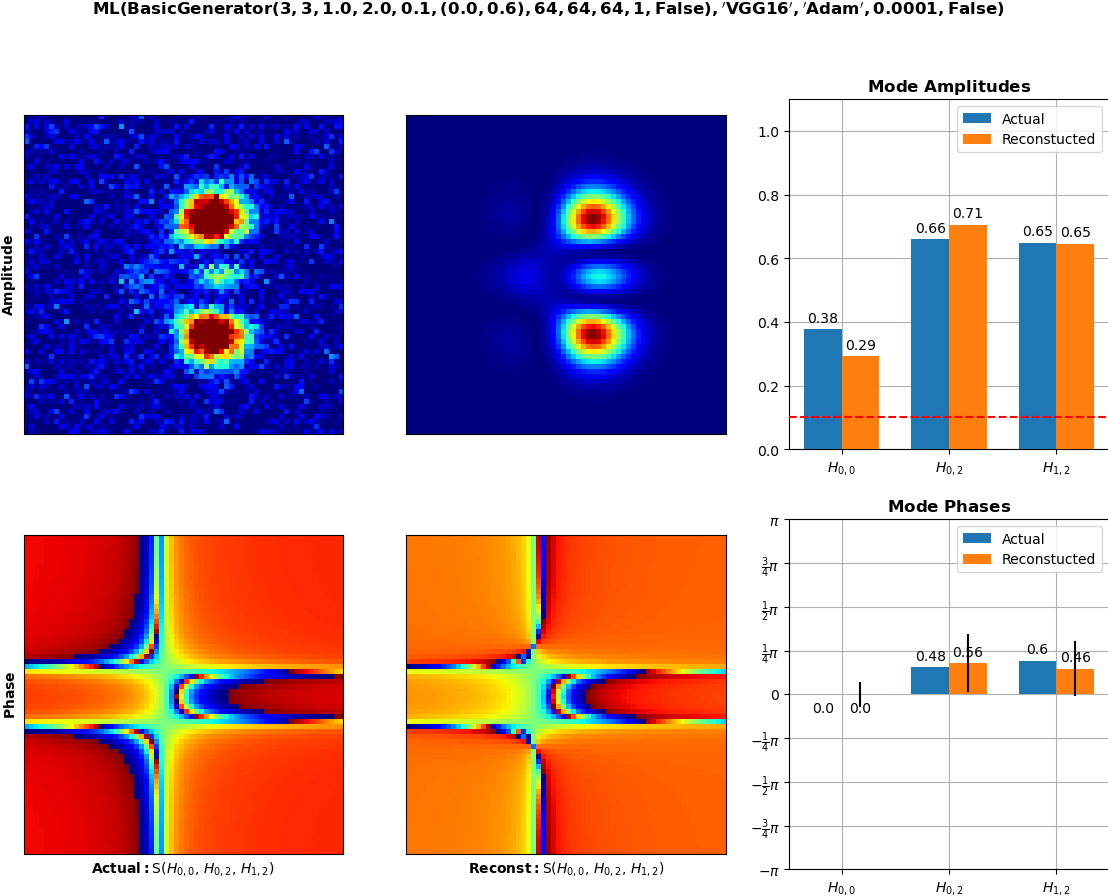 ML(BasicGenerator(3, 3, 1.0, 2.0, 0.1, (0.0, 0.6), 64, 64, 64, 1, False), 'VGG16', 'Adam', 0.0001, False)
Amplitude
Mode Amplitudes
Actual
Reconstucted
1.0
0.8
0.6
0.4
0.2
0.0
0.38
0.29
0.66
0.71
0.65
0.65
H₀,₀
H₀,₂
H₁,₂
Phase
Actual: S(H₀,₀, H₀,₂, H₁,₂)
Reconst: S(H₀,₀, H₀,₂, H₁,₂)
Mode Phases
Actual
Reconstucted
π
3/4π
1/2π
1/4π
0
−1/4π
−1/2π
−3/4π
−π
0.0
0.0
0.48
0.56
0.6
0.46
H₀,₀
H₀,₂
H₁,₂